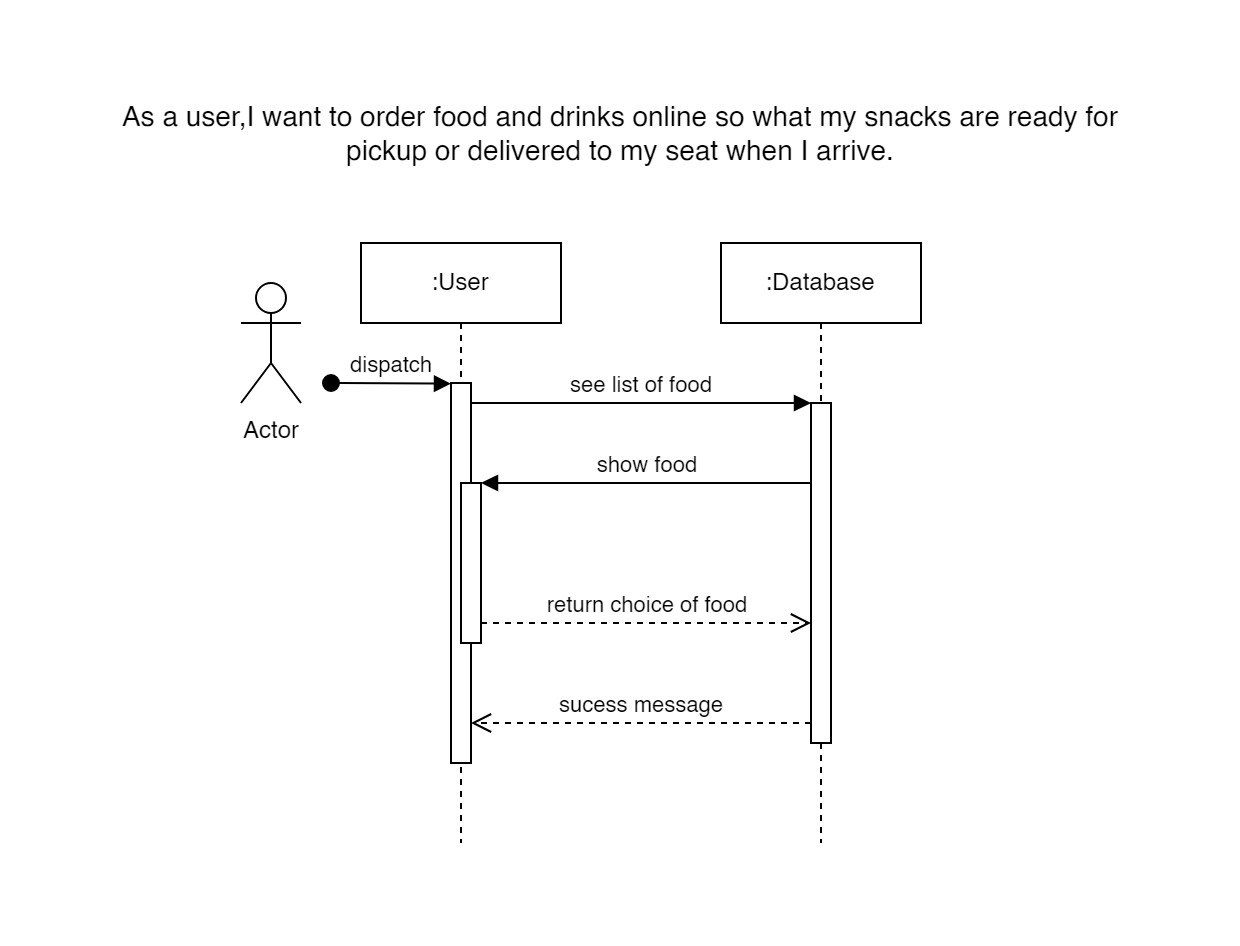 As a user,I want to order food and drinks online so what my snacks are ready for
pickup or delivered to my seat when I arrive.
:User
:Database
dispatch
see list of food
Actor
show food
return choice of food
sucess message